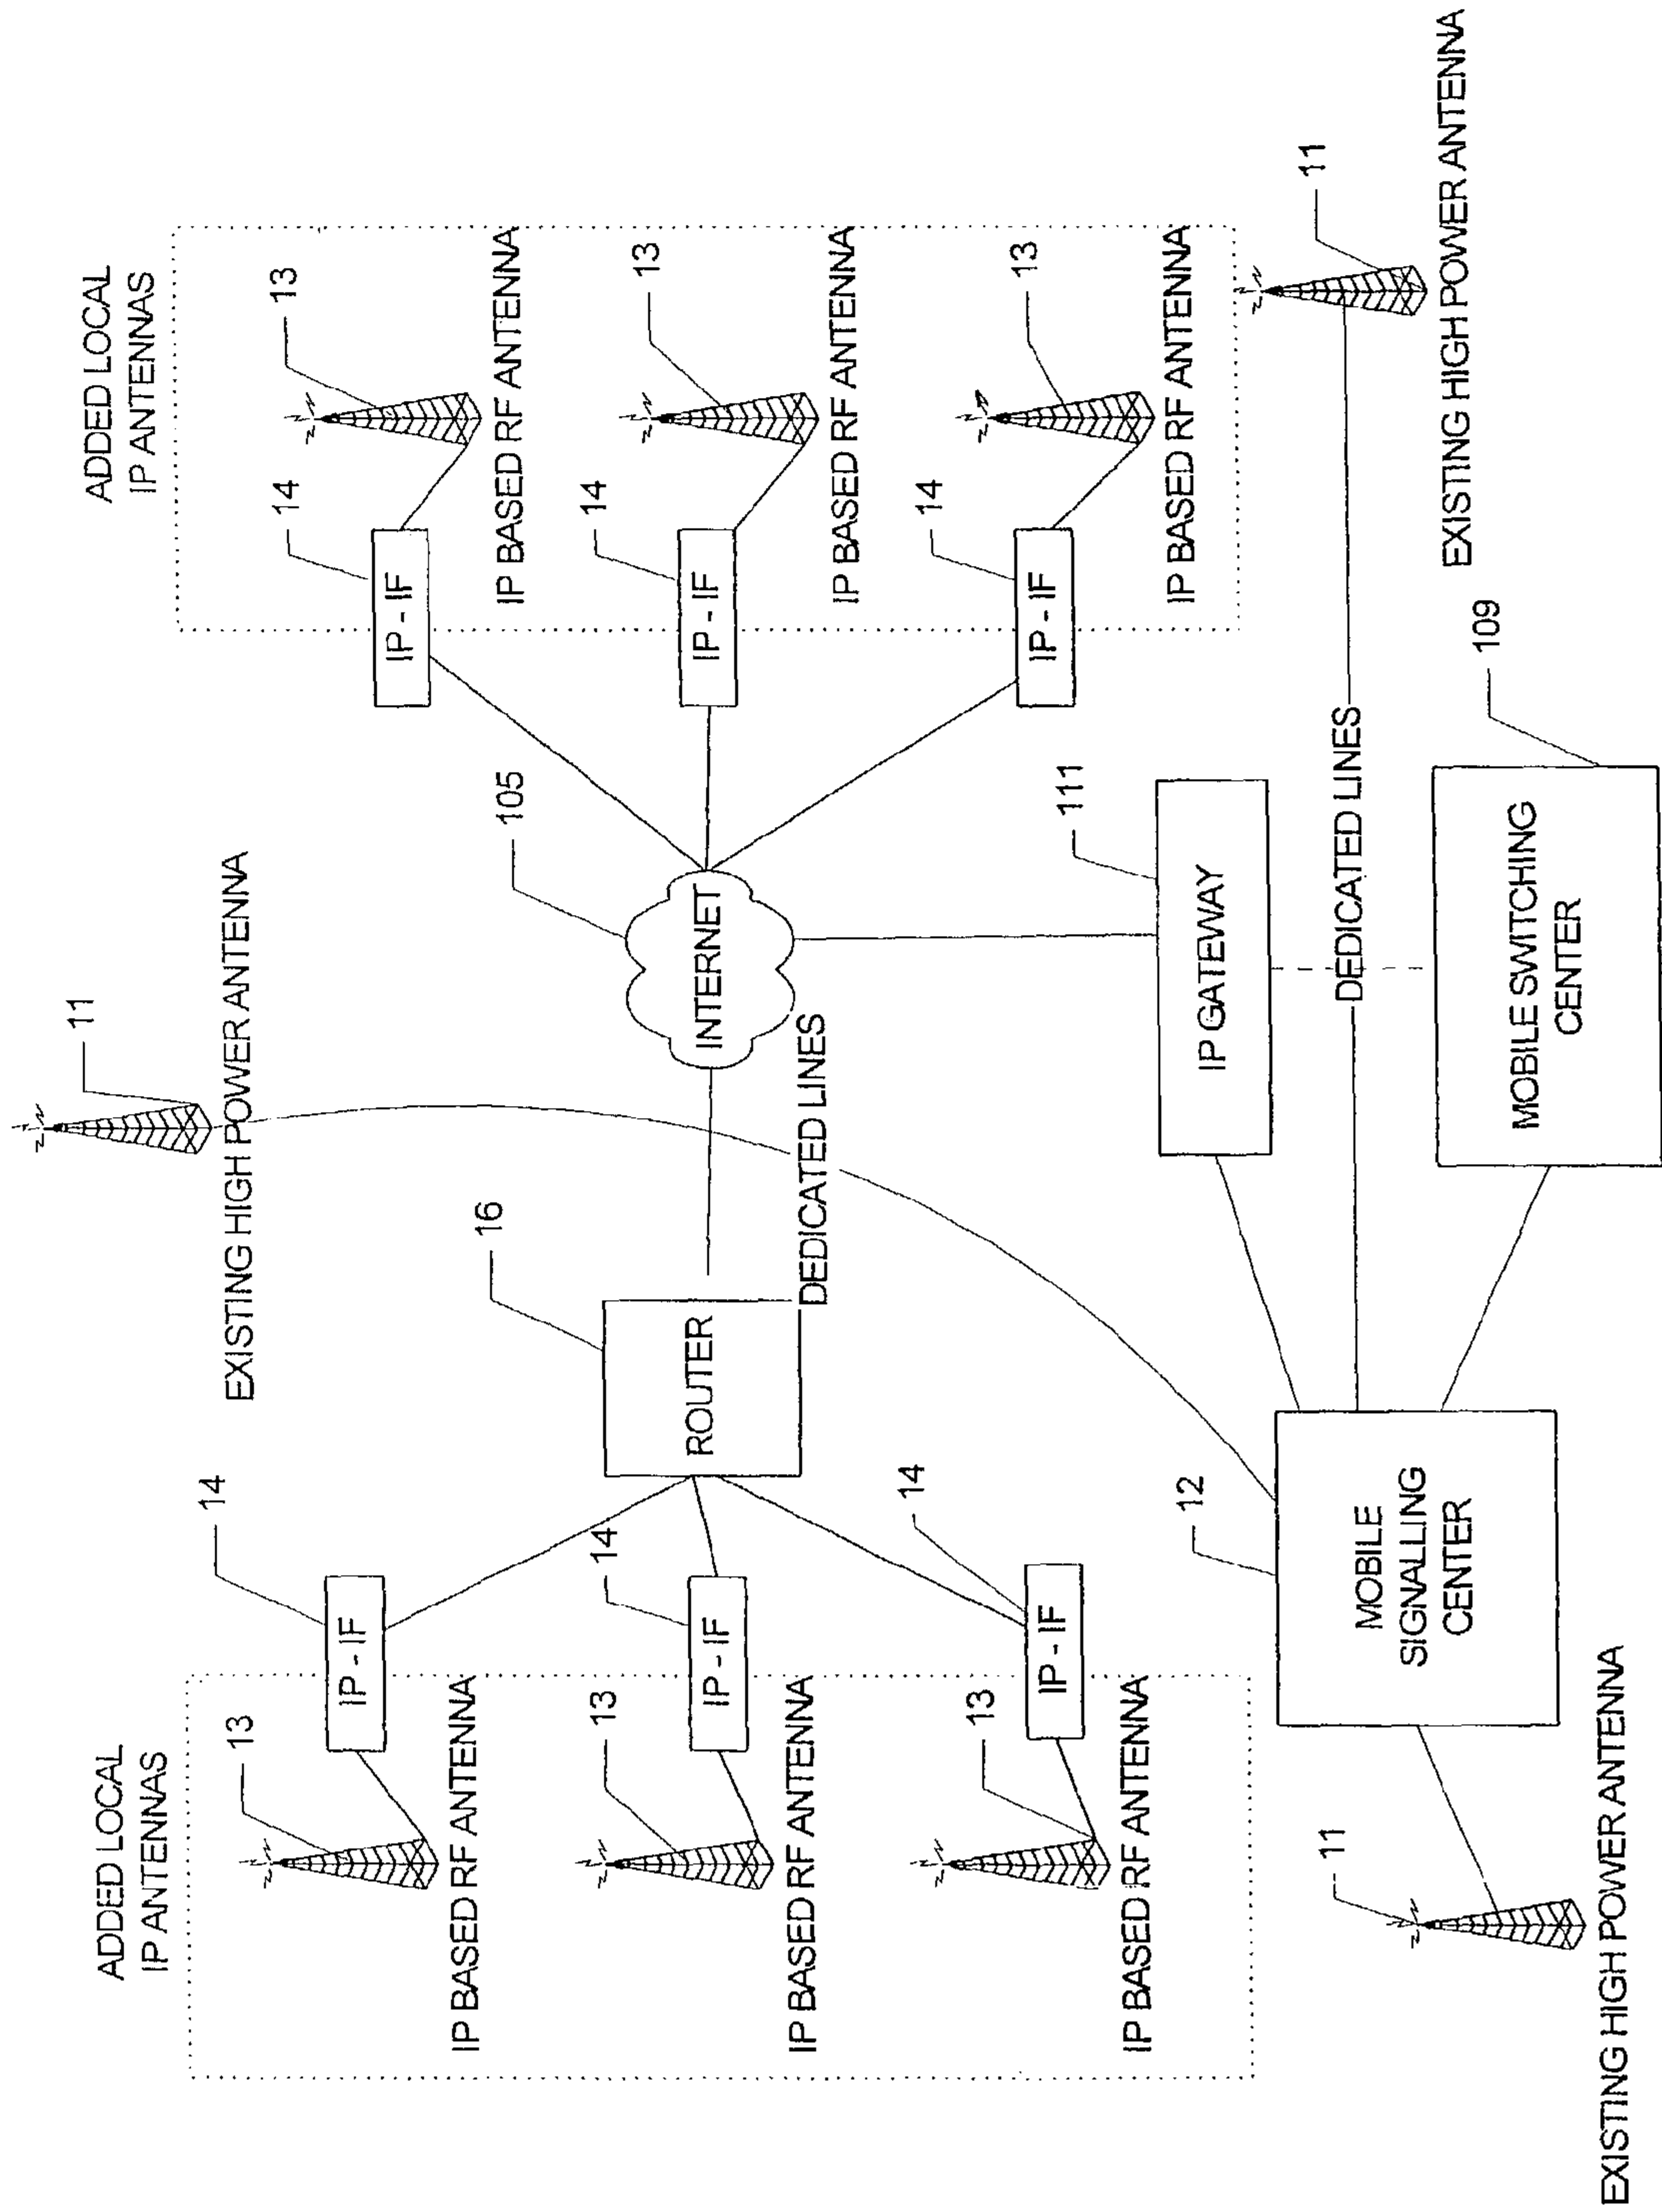 11
ADDED LOCAL
IP ANTENNAS
ADDED LOCAL
IP ANTENNAS
EXISTING HIGH POWER ANTENNA
13
14
14
13
IP - IF
IP - IF
IP BASED RF ANTENNA
16
105
IP BASED RF ANTENNA
13
14
14
13
IP - IF
ROUTER
INTERNET
IP - IF
IP BASED RF ANTENNA
DEDICATED LINES
IP BASED RF ANTENNA
13
14
14
13
IP - IF
IP - IF
IP BASED RF ANTENNA
111
IP BASED RF ANTENNA
12
IP GATEWAY
11
11
DEDICATED LINES
MOBILE
SIGNALLING
CENTER
EXISTING HIGH POWER ANTENNA
109
MOBILE SWITCHING
CENTER
EXISTING HIGH POWER ANTENNA